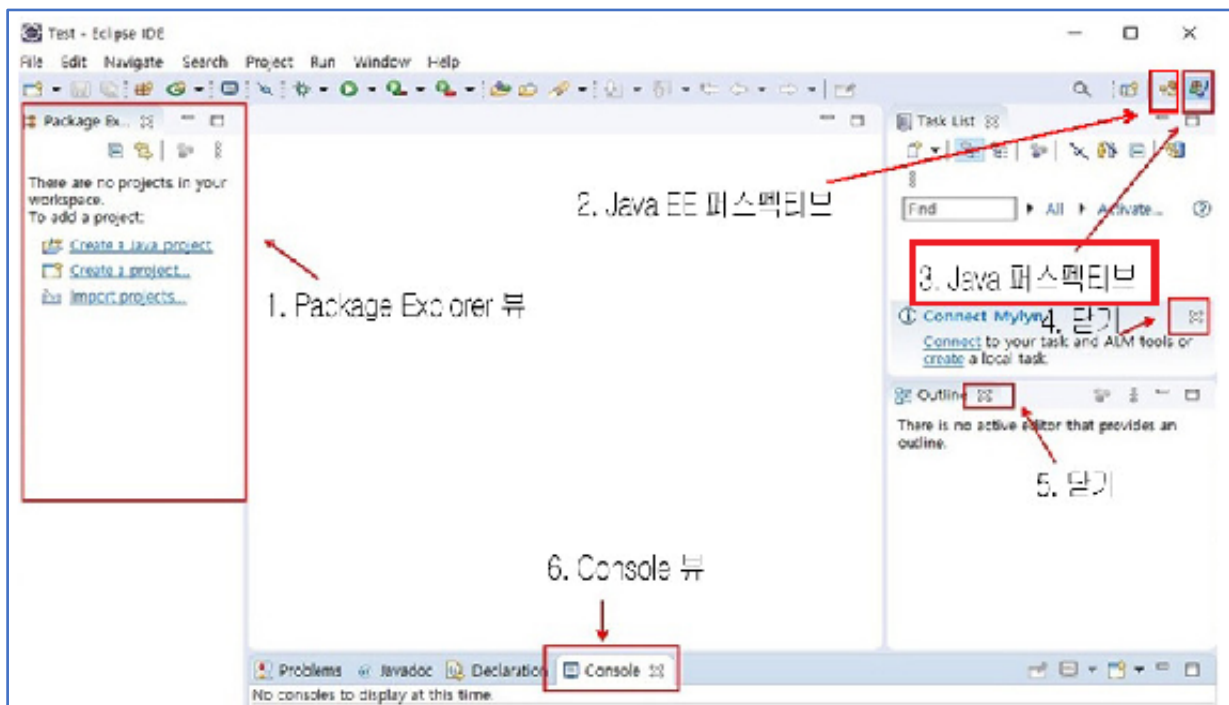 Test - Eclipse IDE
File Edit Navigate Search Project Run Window Help
Package Ex...
Task List
There are no projects in your
workspace.
To add a project:
Create a Java project
Create a project...
Import projects...
2. Java EE 퍼스펙티브
Find All Activate...
3. Java 퍼스펙티브
1. Package Explorer 뷰
Connect Mylyn
4. 닫기
Connect to your task and ALM tools or
create a local task.
Outline
There is no active editor that provides an
outline.
5. 닫기
6. Console 뷰
Problems Javadoc Declaration Console
No consoles to display at this time.